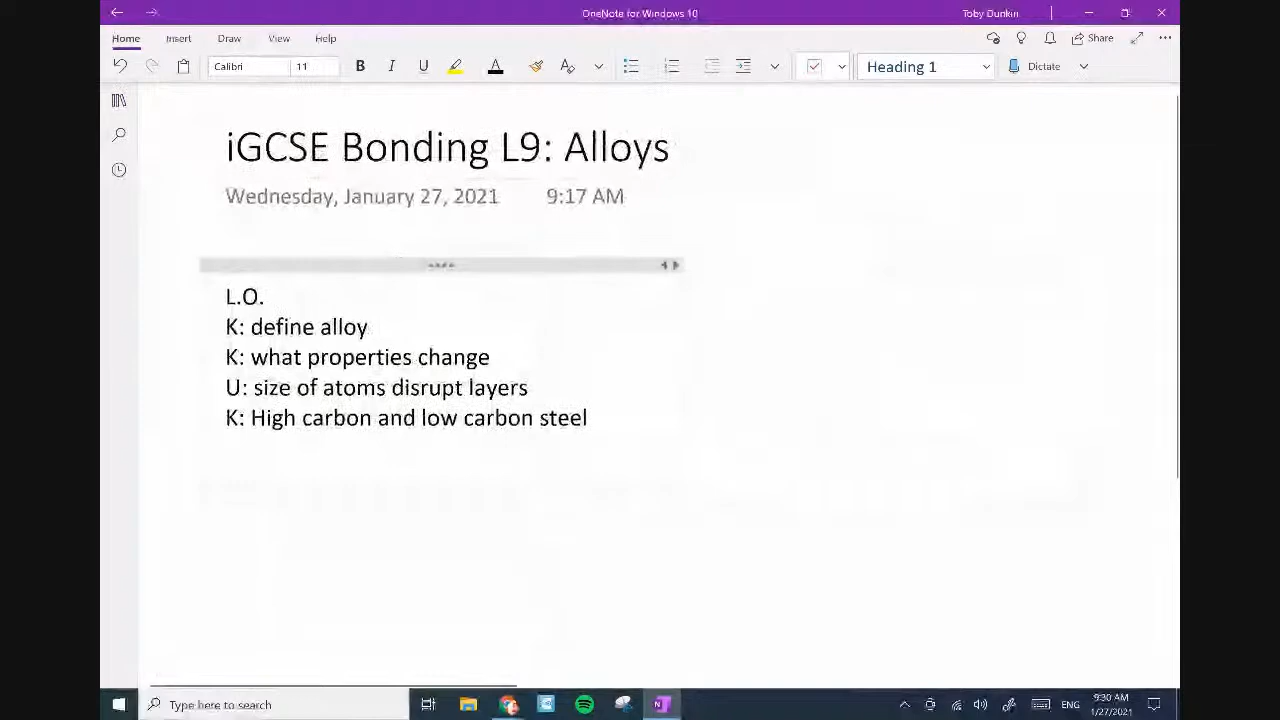 OneNote for Windows 10
Toby Dunkin
Home Insert Draw View Help
Share
Calibri 11 B I U A Heading 1 Dictate
iGCSE Bonding L9: Alloys
Wednesday, January 27, 2021 9:17 AM
L.O.
K: define alloy
K: what properties change
U: size of atoms disrupt layers
K: High carbon and low carbon steel
Type here to search
ENG
9:30 AM
1/27/2021